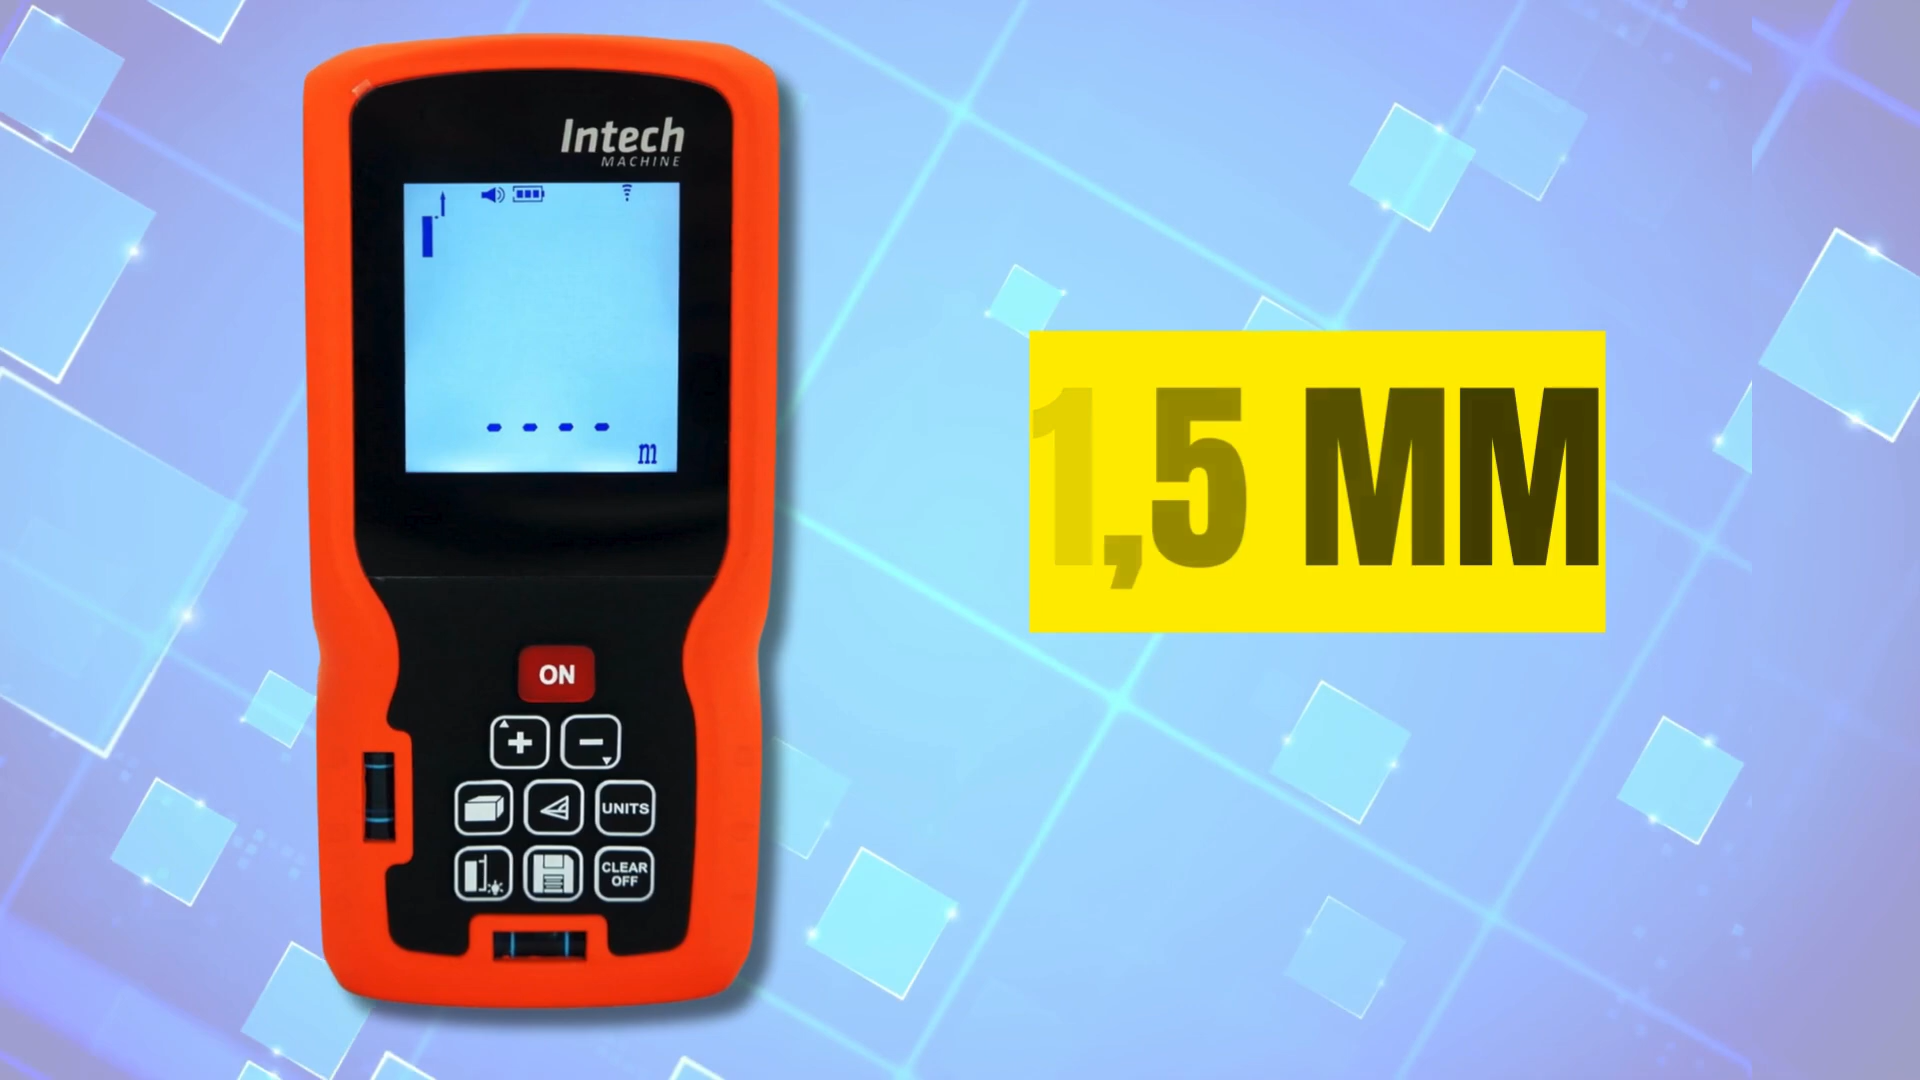 Intech
MACHINE
- - - -
m
1,5 MM
ON
+ -
UNITS
CLEAR
OFF